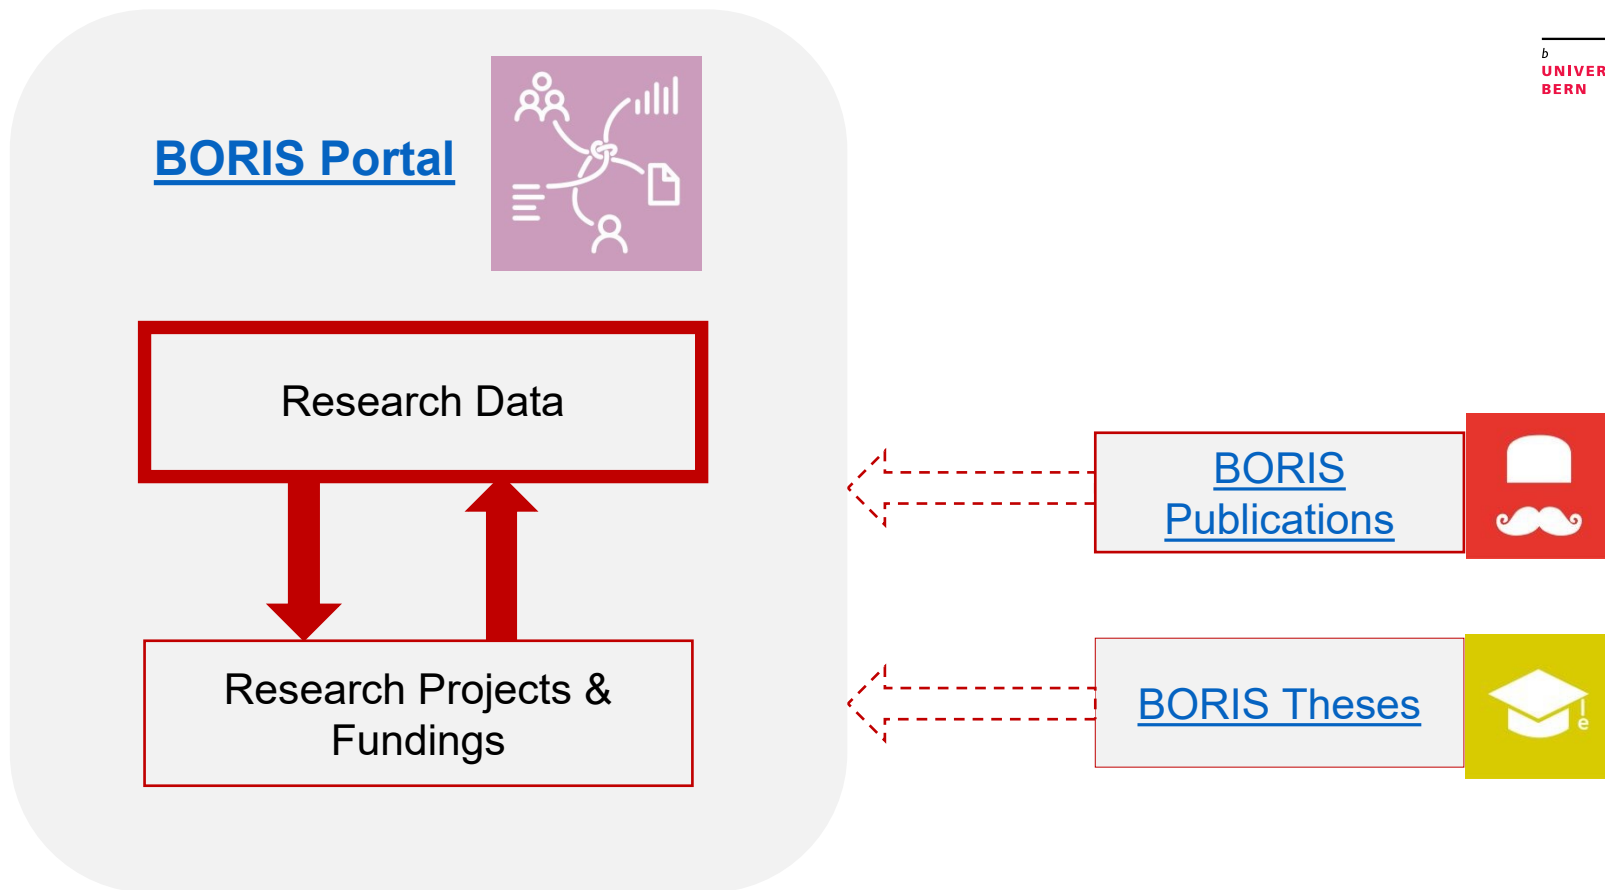 b
UNIVER
BERN
BORIS Portal
Research Data
BORIS
Publications
Research Projects &
Fundings
BORIS Theses
e